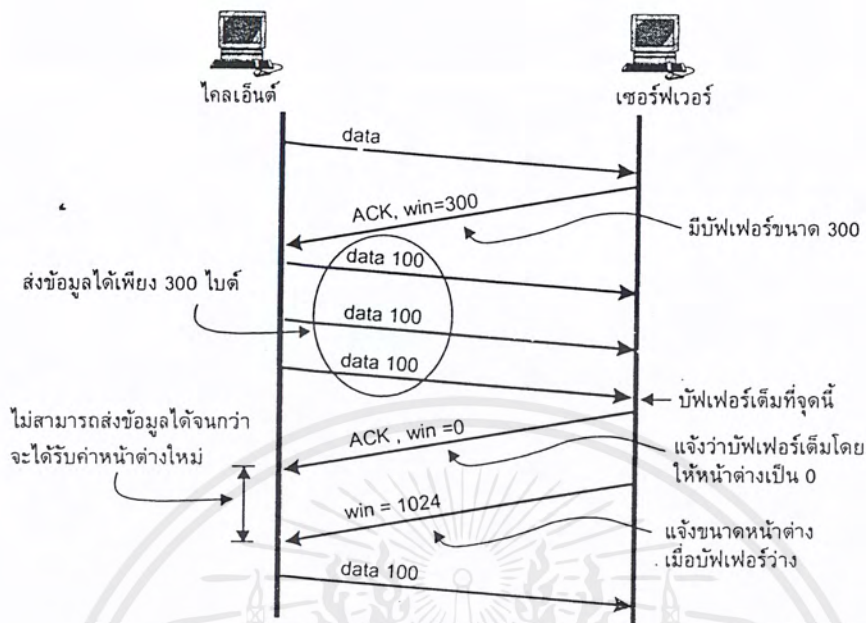 ไคลเอ็นต์
เซอร์ฟเวอร์
data
ACK, win=300
มีบัฟเฟอร์ขนาด 300
data 100
ส่งข้อมูลได้เพียง 300 ไบต์
data 100
data 100
บัฟเฟอร์เต็มที่จุดนี้
ไม่สามารถส่งข้อมูลได้จนกว่า
จะได้รับค่าหน้าต่างใหม่
ACK , win =0
แจ้งว่าบัฟเฟอร์เต็มโดย
ให้หน้าต่างเป็น 0
win = 1024
แจ้งขนาดหน้าต่าง
เมื่อบัฟเฟอร์ว่าง
data 100